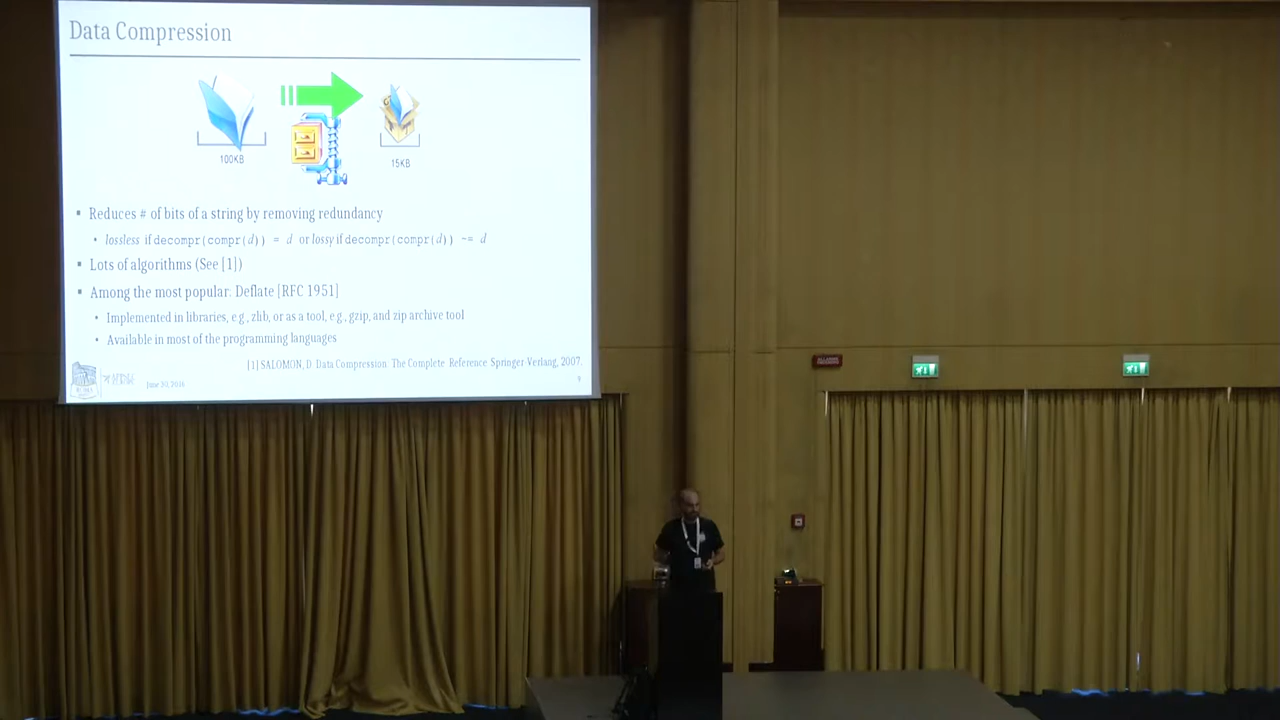 Data Compression
100KB
15KB
▪ Reduces # of bits of a string by removing redundancy
• lossless if decompr(compr(d)) = d or lossy if decompr(compr(d)) ~= d
▪ Lots of algorithms (See [1])
▪ Among the most popular: Deflate [RFC 1951]
• Implemented in libraries, e.g., zlib, or as a tool, e.g., gzip, and zip archive tool
• Available in most of the programming languages
[1] SALOMON, D. Data Compression: The Complete Reference Springer Verlang, 2007.
June 30, 2016
9